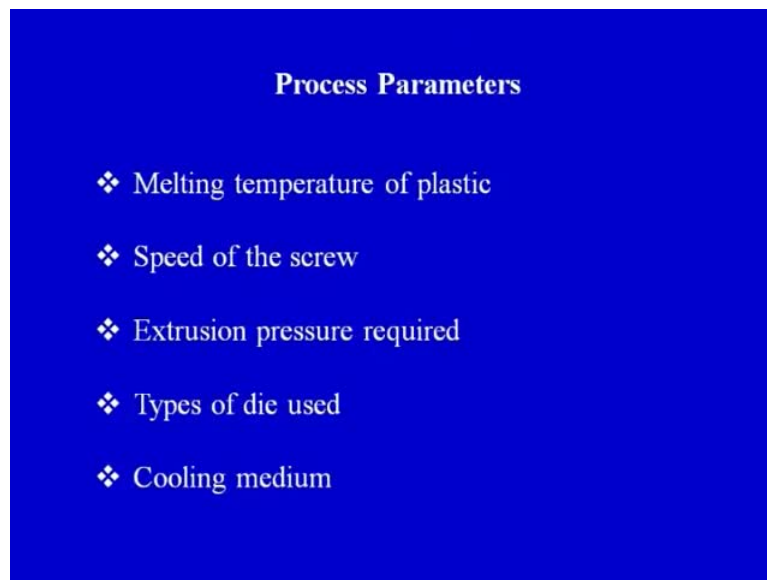 Process Parameters
❖ Melting temperature of plastic
❖ Speed of the screw
❖ Extrusion pressure required
❖ Types of die used
❖ Cooling medium